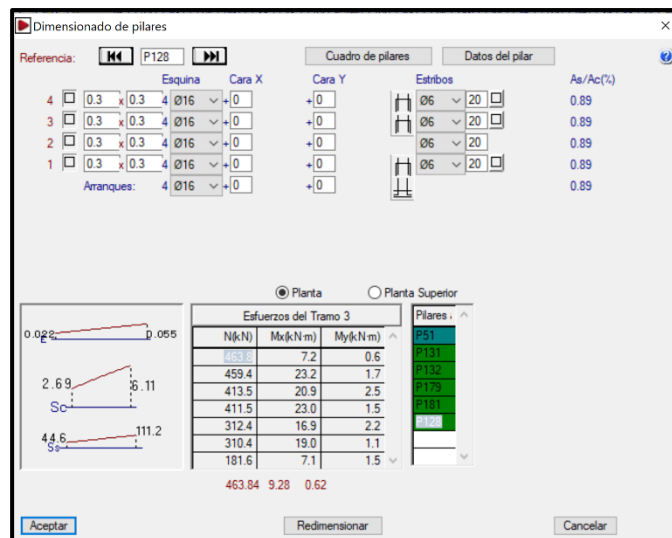 Dimensionado de pilares
Referencia: P128 Cuadro de pilares Datos del pilar
Esquina Cara X Cara Y Estribos As/Ac(%)
4 0.3 x 0.3 4 Ø16 +0 +0 Ø6 20 0.89
3 0.3 x 0.3 4 Ø16 +0 +0 Ø6 20 0.89
2 0.3 x 0.3 4 Ø16 +0 +0 Ø6 20 0.89
1 0.3 x 0.3 4 Ø16 +0 +0 Ø6 20 0.89
Arranques: 4 Ø16 +0 +0 0.89
Planta Planta Superior
Esfuerzos del Tramo 3
N(kN) Mx(kN·m) My(kN·m)
463.8 7.2 0.6
459.4 23.2 1.7
413.5 20.9 2.5
411.5 23.0 1.5
312.4 16.9 2.2
310.4 19.0 1.1
181.6 7.1 1.5
463.84 9.28 0.62
0.022 0.055
E
2.69 6.11
Sc
44.6 111.2
Ss
Pilares
P51
P131
P132
P179
P181
P128
Aceptar Redimensionar Cancelar